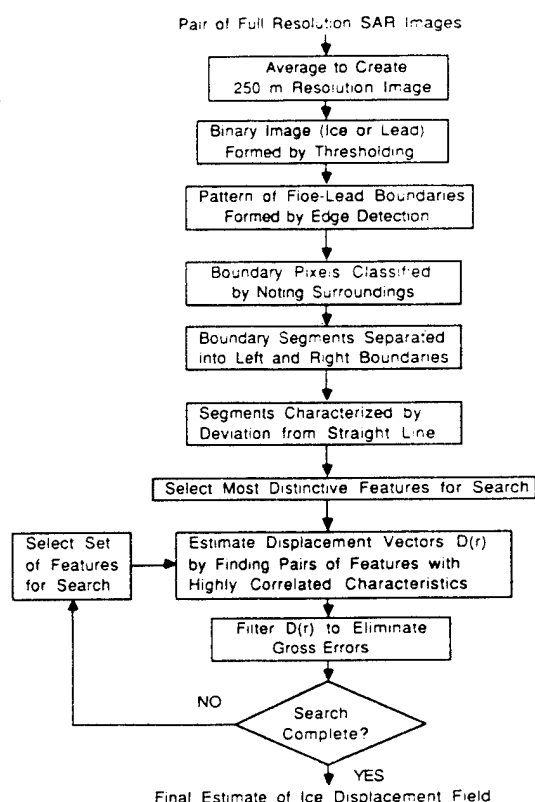 Pair of Full Resolution SAR Images
Average to Create
250 m Resolution Image
Binary Image (Ice or Lead)
Formed by Thresholding
Pattern of Floe-Lead Boundaries
Formed by Edge Detection
Boundary Pixels Classified
by Noting Surroundings
Boundary Segments Separated
into Left and Right Boundaries
Segments Characterized by
Deviation from Straight Line
Select Most Distinctive Features for Search
Select Set
of Features
for Search
Estimate Displacement Vectors D(r)
by Finding Pairs of Features with
Highly Correlated Characteristics
Filter D(r) to Eliminate
Gross Errors
NO
Search
Complete?
YES
Final Estimate of Ice Displacement Field